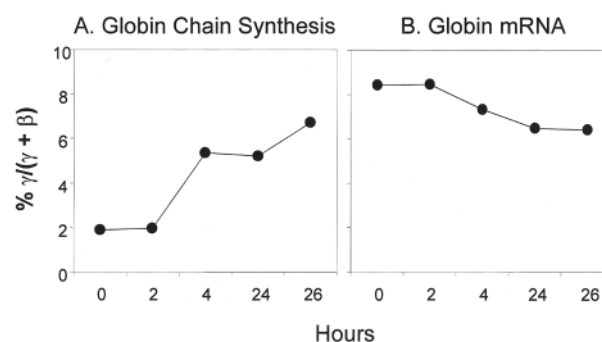 A. Globin Chain Synthesis
B. Globin mRNA
% γ/(γ + β)
10
8
6
4
2
0
0 2 4 24 26
0 2 4 24 26
Hours